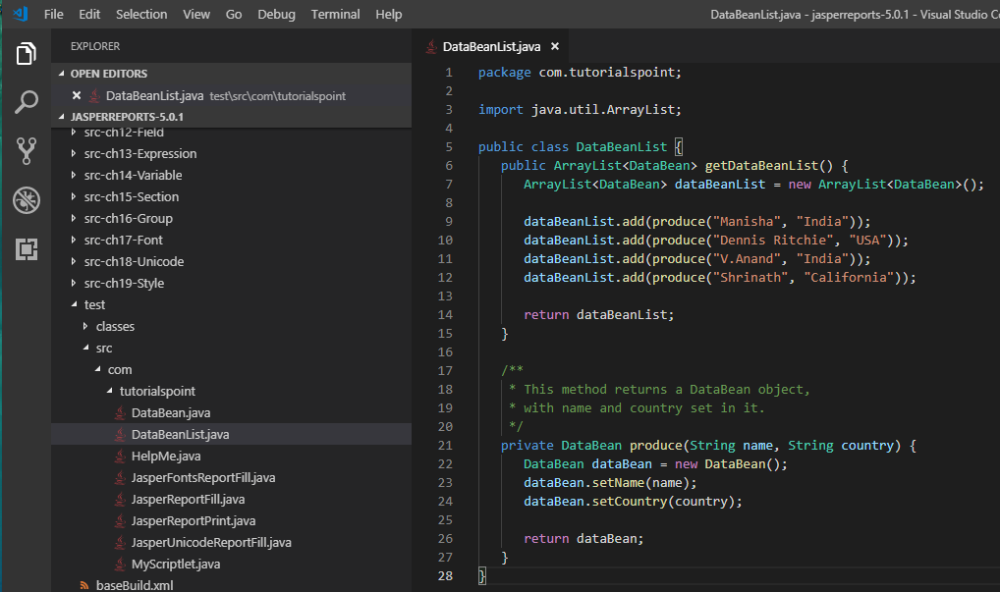 File Edit Selection View Go Debug Terminal Help
DataBeanList.java - jasperreports-5.0.1 - Visual Studio
EXPLORER
OPEN EDITORS
DataBeanList.java test\src\com\tutorialspoint
JASPERREPORTS-5.0.1
src-ch12-Field
src-ch13-Expression
src-ch14-Variable
src-ch15-Section
src-ch16-Group
src-ch17-Font
src-ch18-Unicode
src-ch19-Style
test
classes
src
com
tutorialspoint
DataBean.java
DataBeanList.java
HelpMe.java
JasperFontsReportFill.java
JasperReportFill.java
JasperReportPrint.java
JasperUnicodeReportFill.java
MyScriptlet.java
baseBuild.xml
DataBeanList.java
1 package com.tutorialspoint;
2
3 import java.util.ArrayList;
4
5 public class DataBeanList {
6 public ArrayList<DataBean> getDataBeanList() {
7 ArrayList<DataBean> dataBeanList = new ArrayList<DataBean>();
8
9 dataBeanList.add(produce("Manisha", "India"));
10 dataBeanList.add(produce("Dennis Ritchie", "USA"));
11 dataBeanList.add(produce("V.Anand", "India"));
12 dataBeanList.add(produce("Shrinath", "California"));
13
14 return dataBeanList;
15 }
16
17 /**
18 * This method returns a DataBean object,
19 * with name and country set in it.
20 */
21 private DataBean produce(String name, String country) {
22 DataBean dataBean = new DataBean();
23 dataBean.setName(name);
24 dataBean.setCountry(country);
25
26 return dataBean;
27 }
28 }